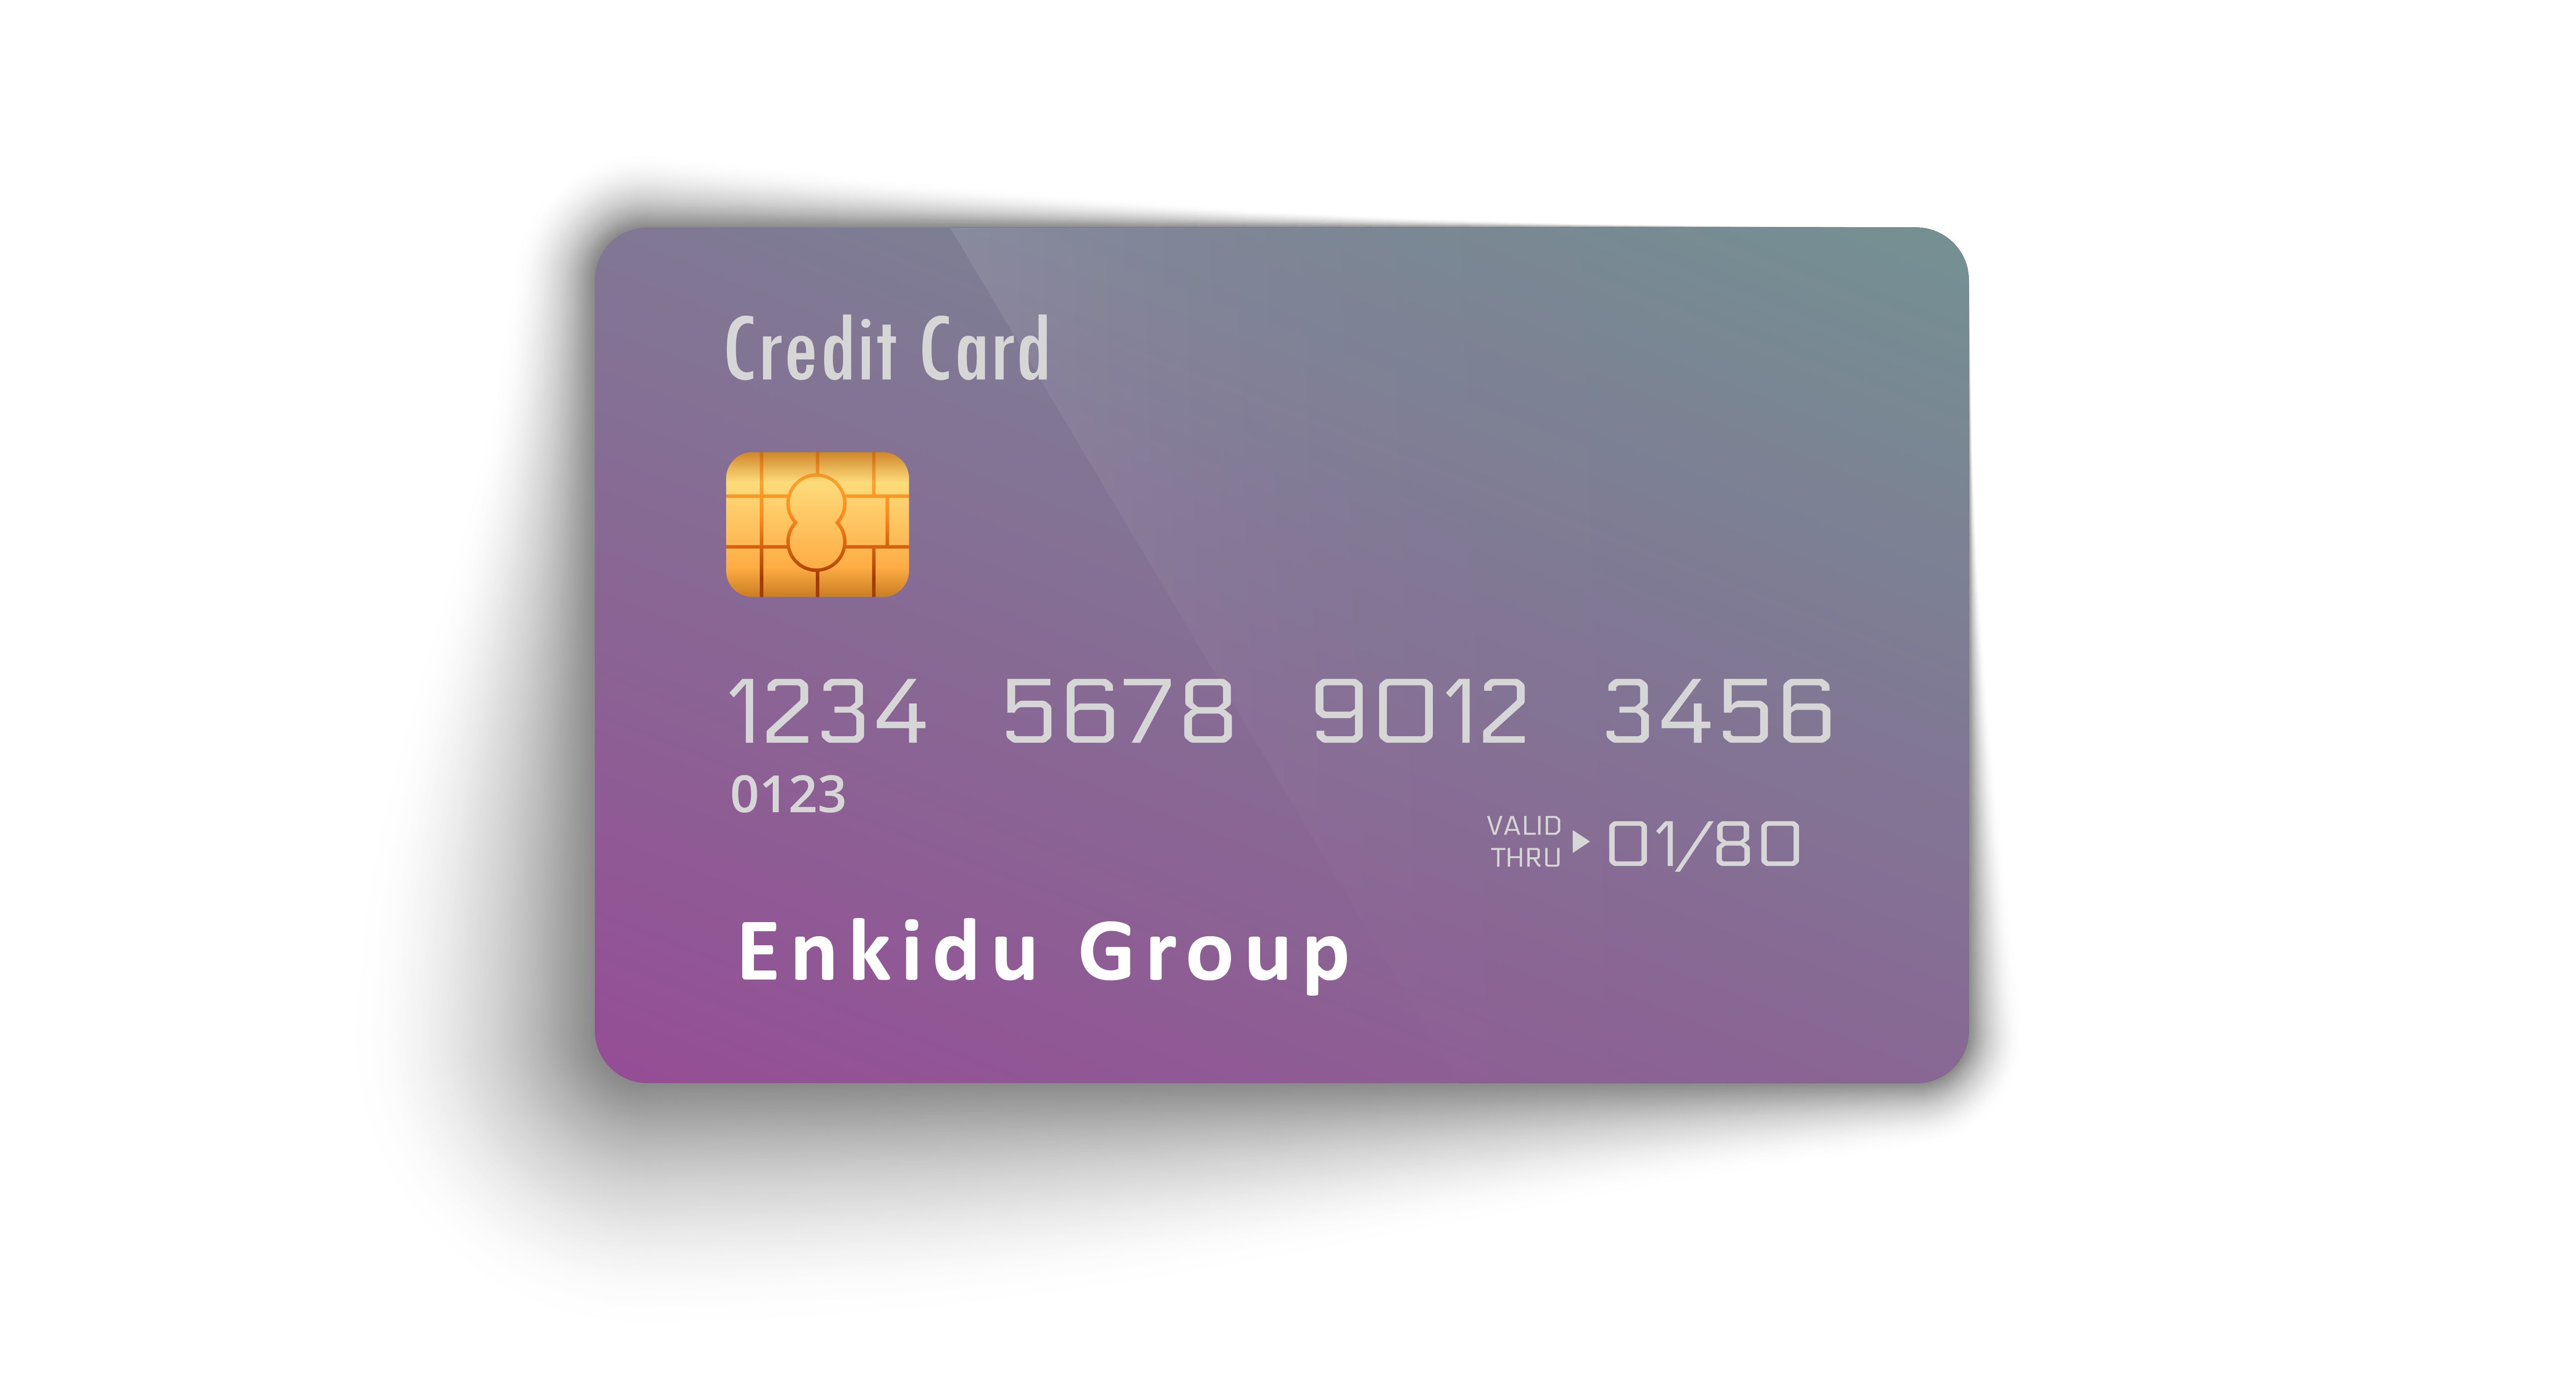 Credit Card
1234 5678 9012 3456
0123
VALID
THRU
01/80
Enkidu Group